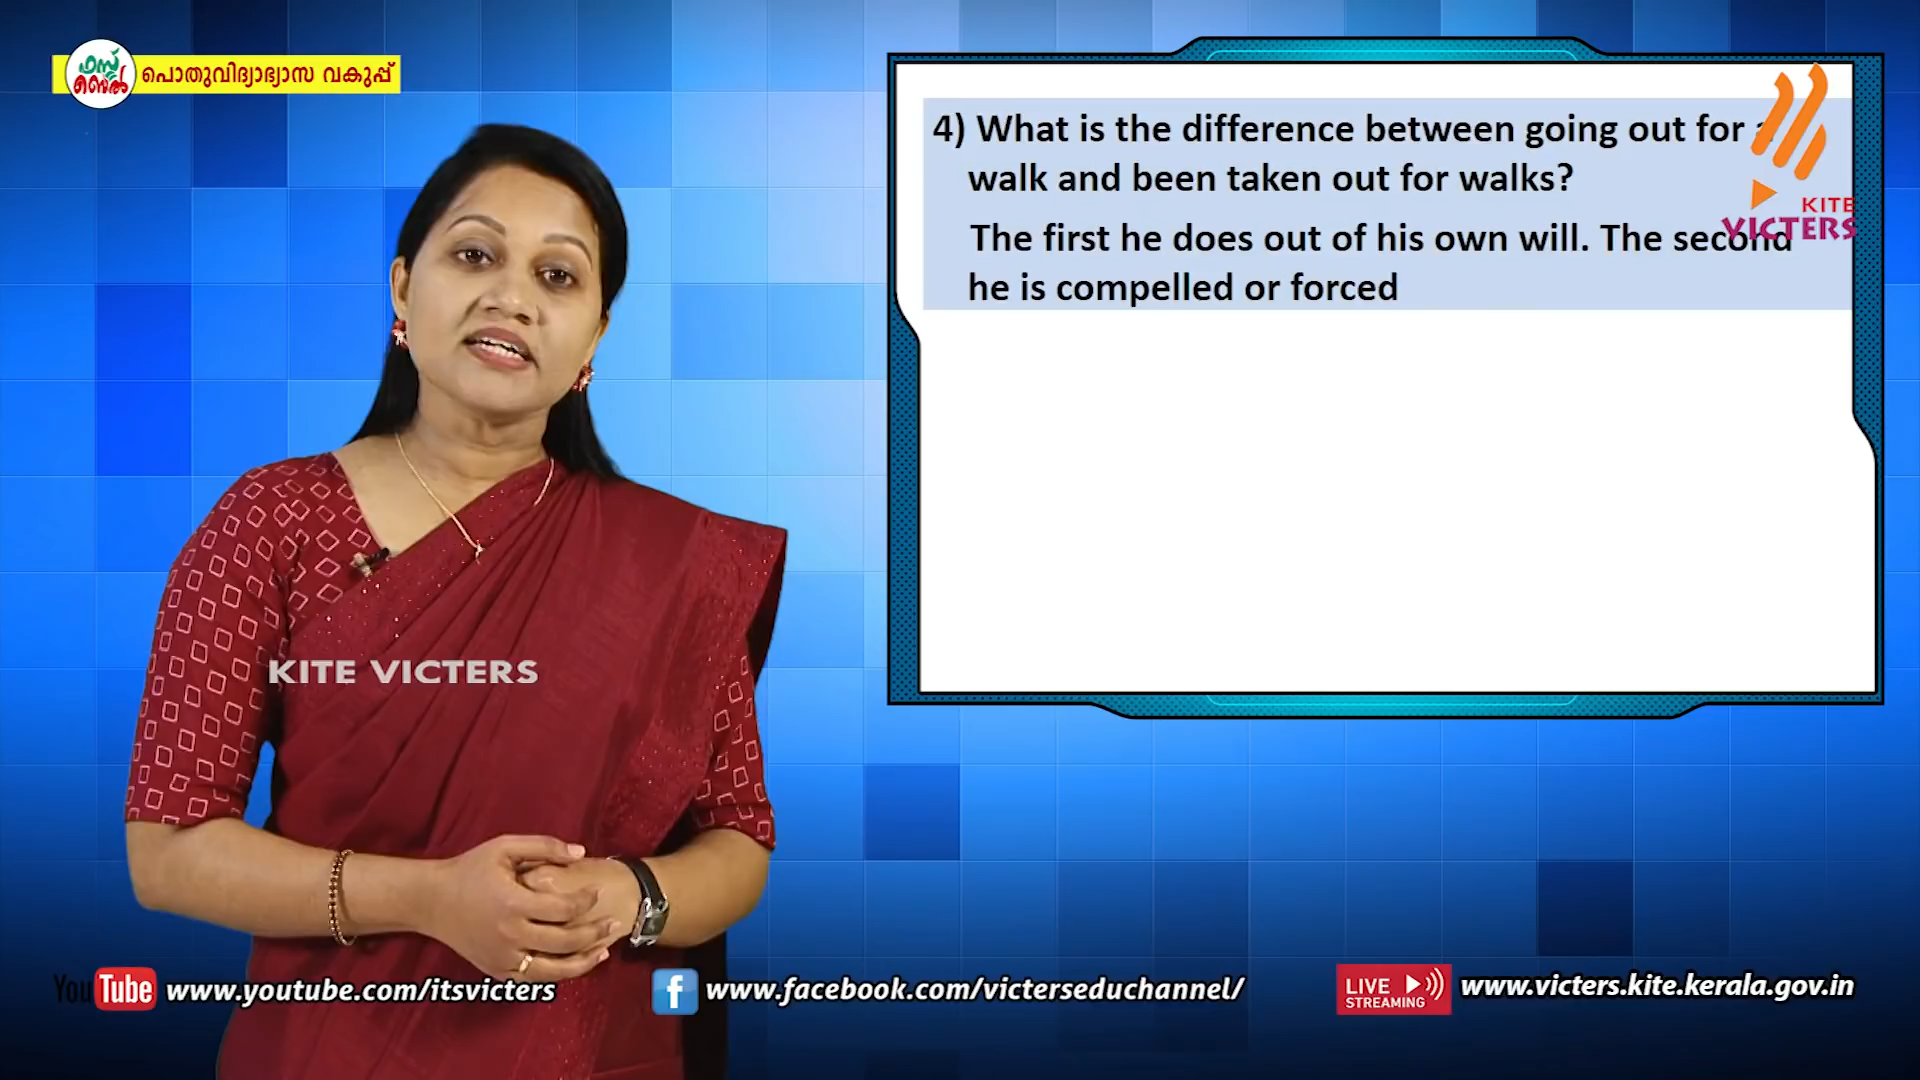 ഫസ്റ്റ്
ബെൽ
പൊതുവിദ്യാഭ്യാസ വകുപ്പ്
4) What is the difference between going out for a
walk and been taken out for walks?
The first he does out of his own will. The second
he is compelled or forced
KITE
VICTERS
KITE VICTERS
YouTube www.youtube.com/itsvicters
f www.facebook.com/victerseduchannel/
LIVE
STREAMING
www.victers.kite.kerala.gov.in